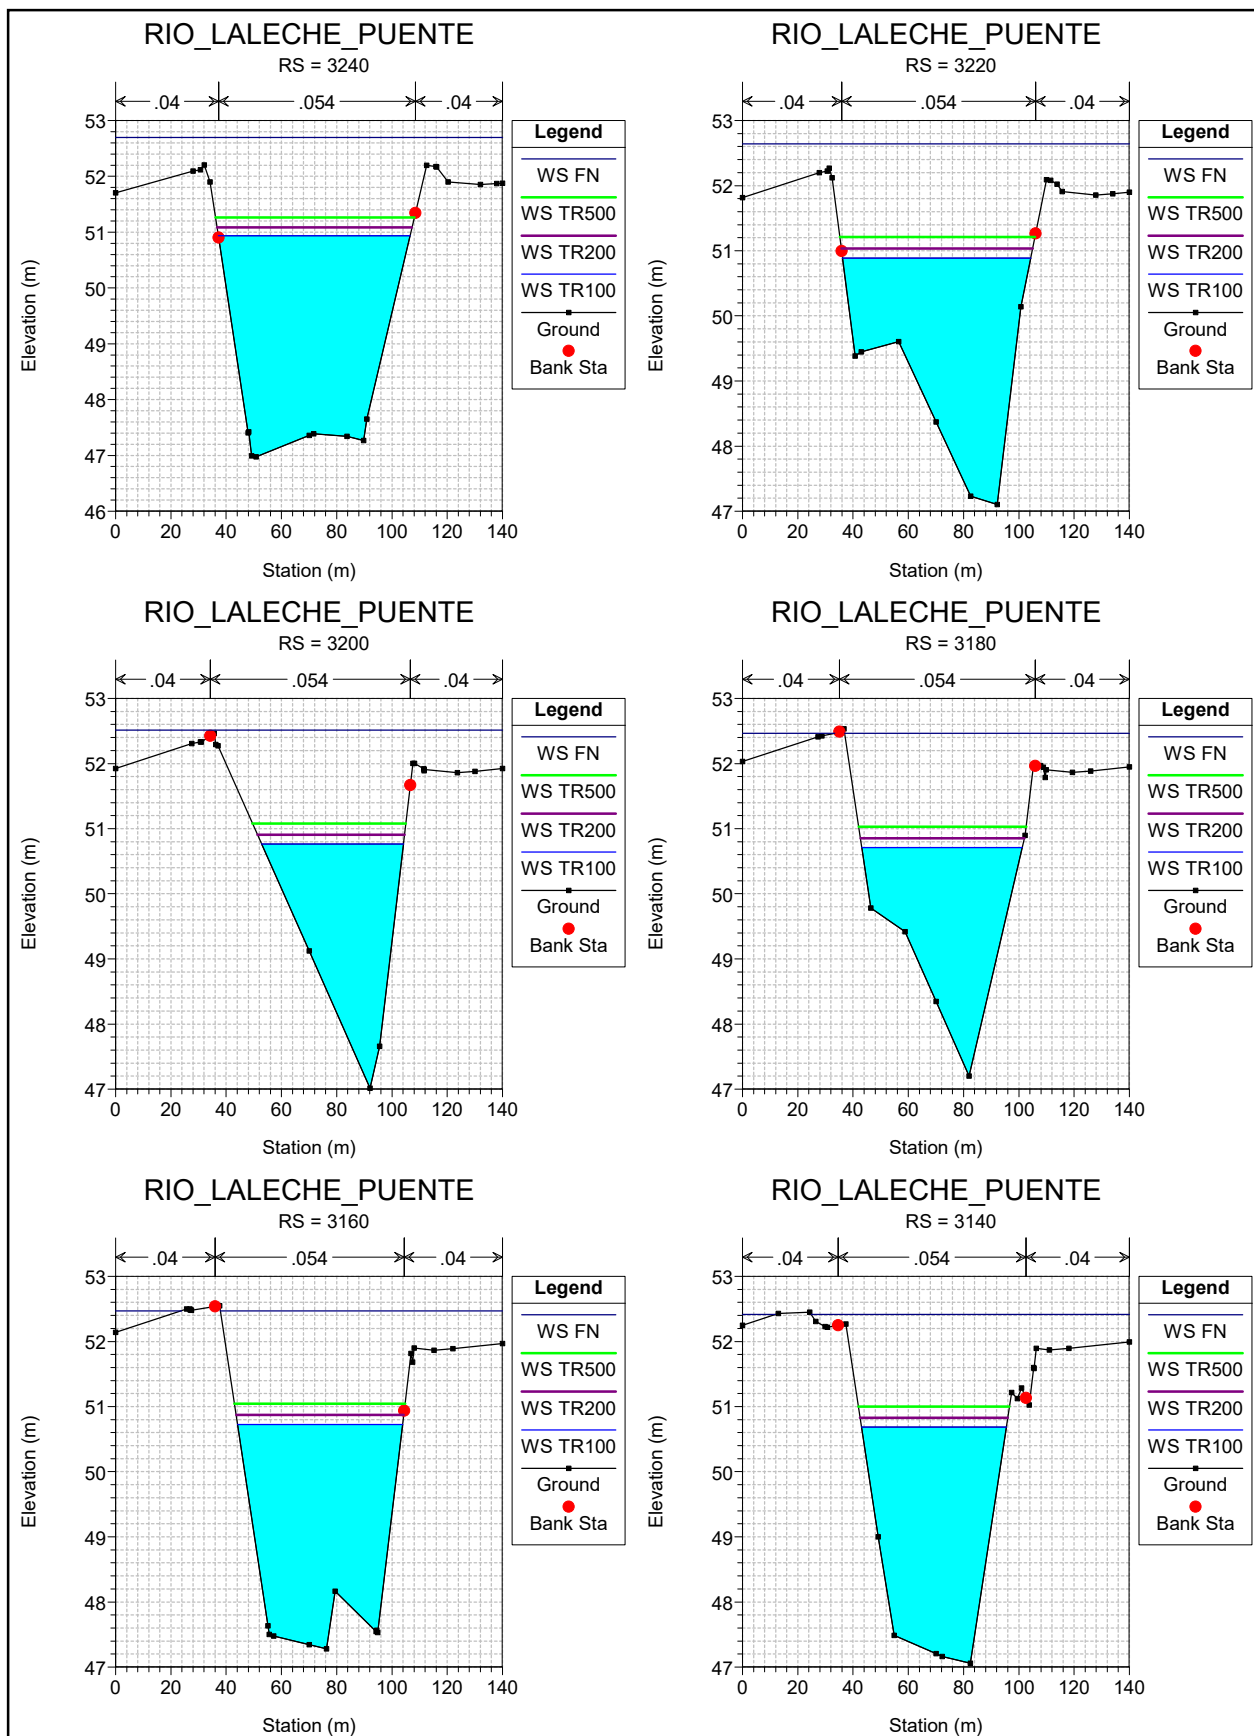 RIO_LALECHE_PUENTE
RS = 3240
.04 .054 .04
53
52
51
50
49
48
47
46
0 20 40 60 80 100 120 140
Elevation (m)
Station (m)
Legend
WS FN
WS TR500
WS TR200
WS TR100
Ground
Bank Sta
RIO_LALECHE_PUENTE
RS = 3220
.04 .054 .04
53
52
51
50
49
48
47
0 20 40 60 80 100 120 140
Elevation (m)
Station (m)
Legend
WS FN
WS TR500
WS TR200
WS TR100
Ground
Bank Sta
RIO_LALECHE_PUENTE
RS = 3200
.04 .054 .04
53
52
51
50
49
48
47
0 20 40 60 80 100 120 140
Elevation (m)
Station (m)
Legend
WS FN
WS TR500
WS TR200
WS TR100
Ground
Bank Sta
RIO_LALECHE_PUENTE
RS = 3180
.04 .054 .04
53
52
51
50
49
48
47
0 20 40 60 80 100 120 140
Elevation (m)
Station (m)
Legend
WS FN
WS TR500
WS TR200
WS TR100
Ground
Bank Sta
RIO_LALECHE_PUENTE
RS = 3160
.04 .054 .04
53
52
51
50
49
48
47
0 20 40 60 80 100 120 140
Elevation (m)
Station (m)
Legend
WS FN
WS TR500
WS TR200
WS TR100
Ground
Bank Sta
RIO_LALECHE_PUENTE
RS = 3140
.04 .054 .04
53
52
51
50
49
48
47
0 20 40 60 80 100 120 140
Elevation (m)
Station (m)
Legend
WS FN
WS TR500
WS TR200
WS TR100
Ground
Bank Sta